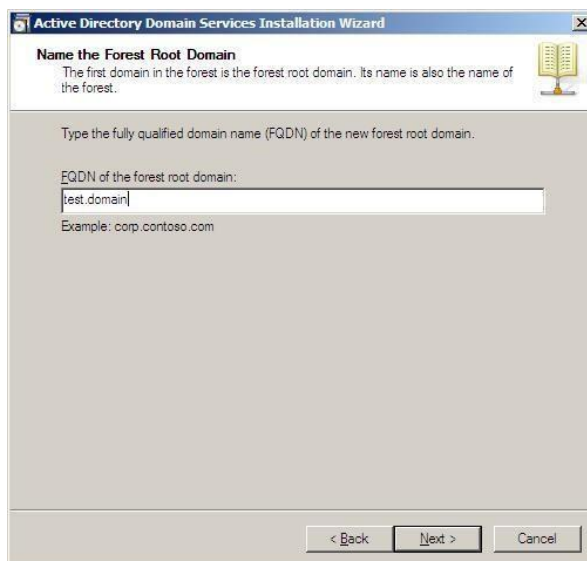 Active Directory Domain Services Installation Wizard
Name the Forest Root Domain
The first domain in the forest is the forest root domain. Its name is also the name of
the forest.
Type the fully qualified domain name (FQDN) of the new forest root domain.
FQDN of the forest root domain:
test.domain
Example: corp.contoso.com
< Back Next > Cancel